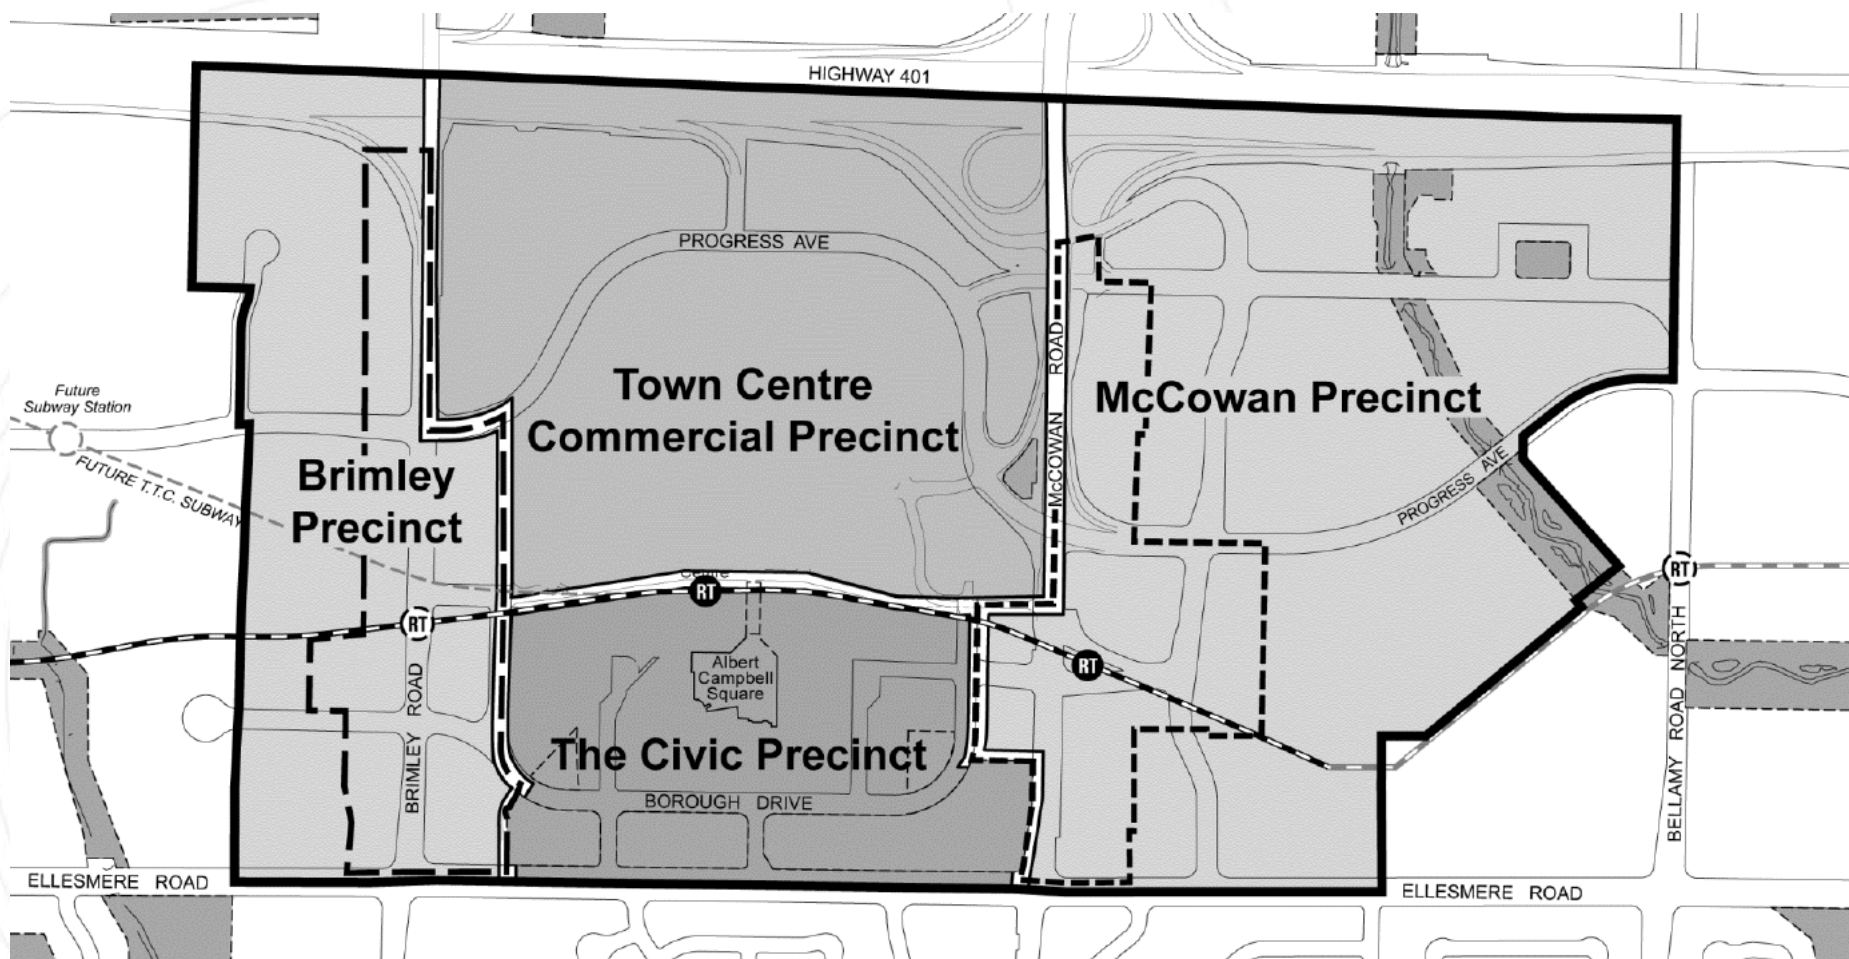 HIGHWAY 401
PROGRESS AVE
ROAD
McCOWAN
Town Centre
Commercial Precinct
McCowan Precinct
Future
Subway Station
FUTURE T.T.C. SUBWAY
Brimley
Precinct
PROGRESS AVE
RT
RT
RT
RT
Albert
Campbell
Square
The Civic Precinct
BOROUGH DRIVE
BRIMLEY ROAD
BELLAMY ROAD NORTH
ELLESMERE ROAD
ELLESMERE ROAD